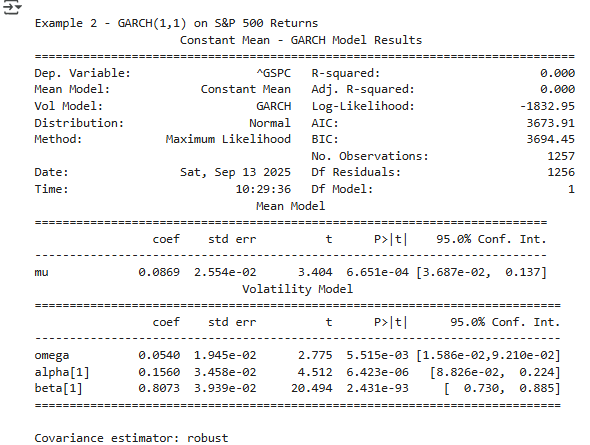 Example 2 - GARCH(1,1) on S&P 500 Returns
Constant Mean - GARCH Model Results
==============================================================================
Dep. Variable: ^GSPC R-squared: 0.000
Mean Model: Constant Mean Adj. R-squared: 0.000
Vol Model: GARCH Log-Likelihood: -1832.95
Distribution: Normal AIC: 3673.91
Method: Maximum Likelihood BIC: 3694.45
No. Observations: 1257
Date: Sat, Sep 13 2025 Df Residuals: 1256
Time: 10:29:36 Df Model: 1
Mean Model
==========================================================================
coef std err t P>|t| 95.0% Conf. Int.
--------------------------------------------------------------------------
mu 0.0869 2.554e-02 3.404 6.651e-04 [3.687e-02, 0.137]
Volatility Model
============================================================================
coef std err t P>|t| 95.0% Conf. Int.
----------------------------------------------------------------------------
omega 0.0540 1.945e-02 2.775 5.515e-03 [1.586e-02,9.210e-02]
alpha[1] 0.1560 3.458e-02 4.512 6.423e-06 [8.826e-02, 0.224]
beta[1] 0.8073 3.939e-02 20.494 2.431e-93 [ 0.730, 0.885]
============================================================================
Covariance estimator: robust